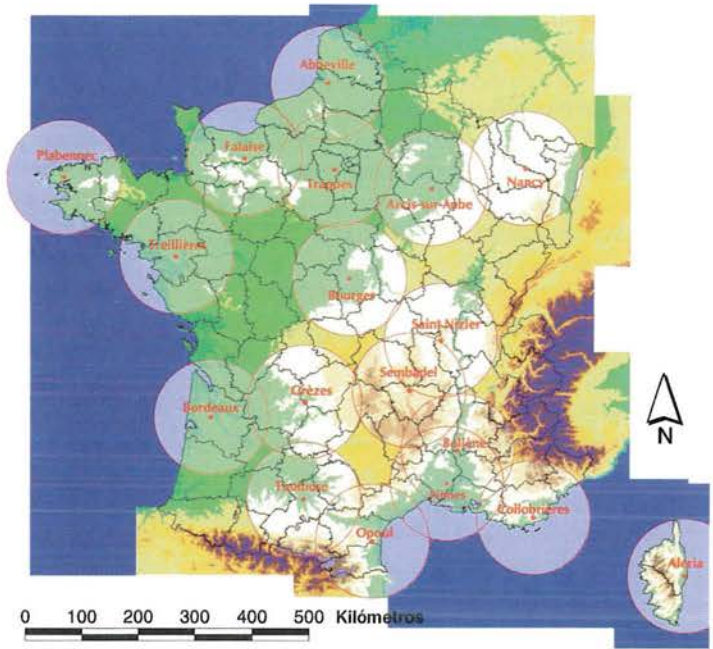 Abbeville
Plabennec
Falaise
Trappes
Arcis-sur-Aube
Nancy
Treillières
Bourges
Saint-Nizier
Sembadel
Grèzes
Bordeaux
Bollène
Toulouse
Nîmes
Collobrières
Opoul
Aléria
N
0 100 200 300 400 500 Kilómetros